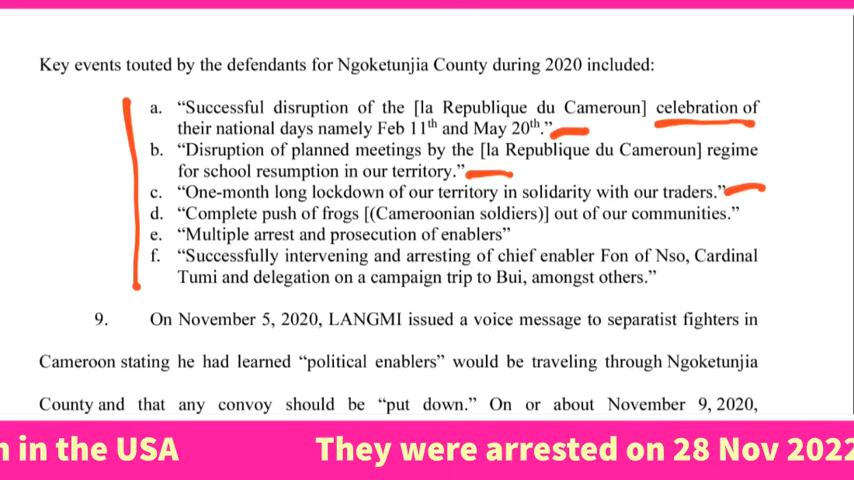 Key events touted by the defendants for Ngoketunjia County during 2020 included:
a. “Successful disruption of the [la Republique du Cameroun] celebration of
their national days namely Feb 11th and May 20th.”
b. “Disruption of planned meetings by the [la Republique du Cameroun] regime
for school resumption in our territory.”
c. “One-month long lockdown of our territory in solidarity with our traders.”
d. “Complete push of frogs [(Cameroonian soldiers)] out of our communities.”
e. “Multiple arrest and prosecution of enablers”
f. “Successfully intervening and arresting of chief enabler Fon of Nso, Cardinal
Tumi and delegation on a campaign trip to Bui, amongst others.”
9. On November 5, 2020, LANGMI issued a voice message to separatist fighters in
Cameroon stating he had learned “political enablers” would be traveling through Ngoketunjia
County and that any convoy should be “put down.” On or about November 9, 2020,
in the USA They were arrested on 28 Nov 2022